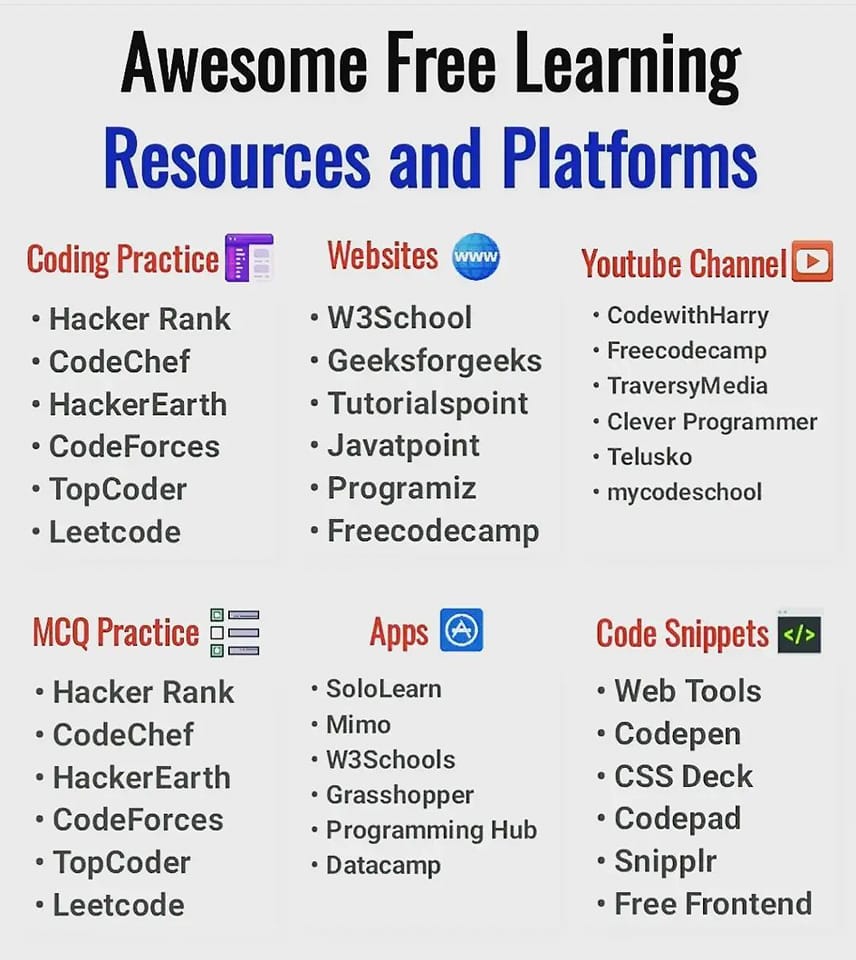 Awesome Free Learning
Resources and Platforms
Coding Practice
• Hacker Rank
• CodeChef
• HackerEarth
• CodeForces
• TopCoder
• Leetcode
Websites
www
• W3School
• Geeksforgeeks
• Tutorialspoint
• Javatpoint
• Programiz
• Freecodecamp
Youtube Channel
• CodewithHarry
• Freecodecamp
• TraversyMedia
• Clever Programmer
• Telusko
• mycodeschool
MCQ Practice
• Hacker Rank
• CodeChef
• HackerEarth
• CodeForces
• TopCoder
• Leetcode
Apps
• SoloLearn
• Mimo
• W3Schools
• Grasshopper
• Programming Hub
• Datacamp
Code Snippets
</>
• Web Tools
• Codepen
• CSS Deck
• Codepad
• Snipplr
• Free Frontend